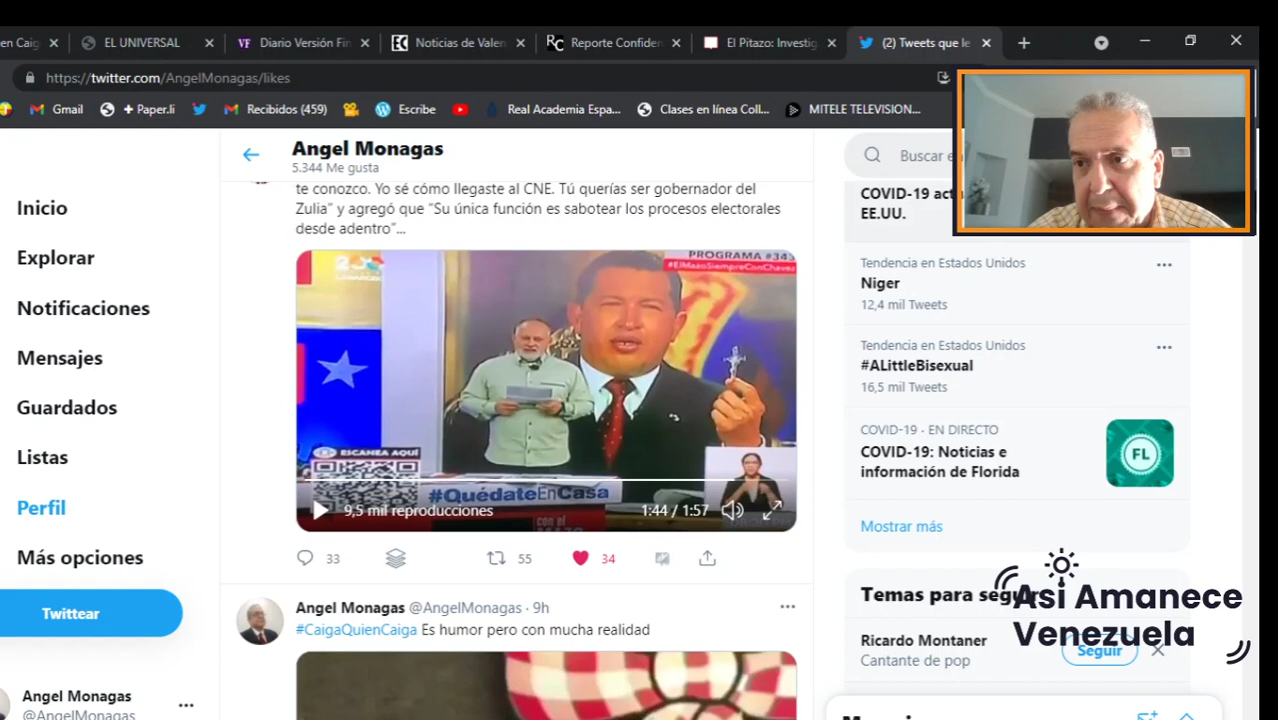 en Caig
EL UNIVERSAL
Diario Versión Fin
Noticias de Valen
Reporte Confiden
El Pitazo: Investig
(2) Tweets que le
https://twitter.com/AngelMonagas/likes
Gmail
+ Paper.li
Recibidos (459)
Escribe
Real Academia Espa...
Clases en línea Col...
MITELE TELEVISION...
Inicio
Explorar
Notificaciones
Mensajes
Guardados
Listas
Perfil
Más opciones
Twittear
Angel Monagas
@AngelMonagas
Angel Monagas
5.344 Me gusta
te conozco. Yo sé cómo llegaste al CNE. Tú querías ser gobernador del
Zulia" y agregó que "Su única función es sabotear los procesos electorales
desde adentro"...
PROGRAMA #343
#ElMazoSiempreConChavez
ESCANEA AQUÍ
#QuédateEnCasa
con el
9,5 mil reproducciones
1:44 / 1:57
33
55
34
Angel Monagas @AngelMonagas · 9h
#CaigaQuienCaiga Es humor pero con mucha realidad
Buscar e
COVID-19 act
EE.UU.
Tendencia en Estados Unidos
Niger
12,4 mil Tweets
Tendencia en Estados Unidos
#ALittleBisexual
16,5 mil Tweets
COVID-19 · EN DIRECTO
COVID-19: Noticias e
información de Florida
FL
Mostrar más
Temas para seguir
Ricardo Montaner
Cantante de pop
Seguir
Asi Amanece
Venezuela